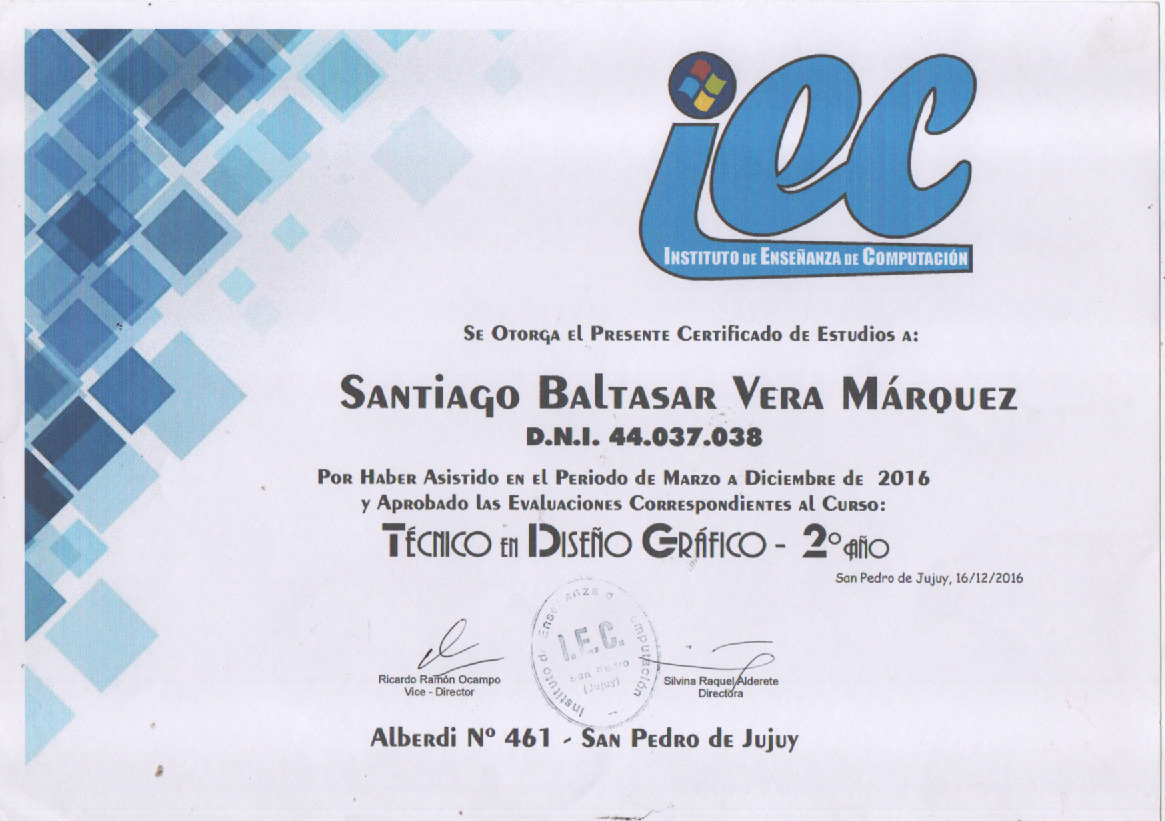 iec
INSTITUTO DE ENSEÑANZA DE COMPUTACIÓN
SE OTORGA EL PRESENTE CERTIFICADO DE ESTUDIOS A:
SANTIAGO BALTASAR VERA MÁRQUEZ
D.N.I. 44.037.038
POR HABER ASISTIDO EN EL PERIODO DE MARZO A DICIEMBRE DE 2016
Y APROBADO LAS EVALUACIONES CORRESPONDIENTES AL CURSO:
TÉCNICO EN DISEÑO GRÁFICO - 2º AÑO
San Pedro de Jujuy, 16/12/2016
Instituto de Enseñanza de Computación
I.E.C.
San Pedro
(Jujuy)
Ricardo Ramón Ocampo
Vice - Director
Silvina Raquel Alderete
Directora
ALBERDI Nº 461 - SAN PEDRO DE JUJUY